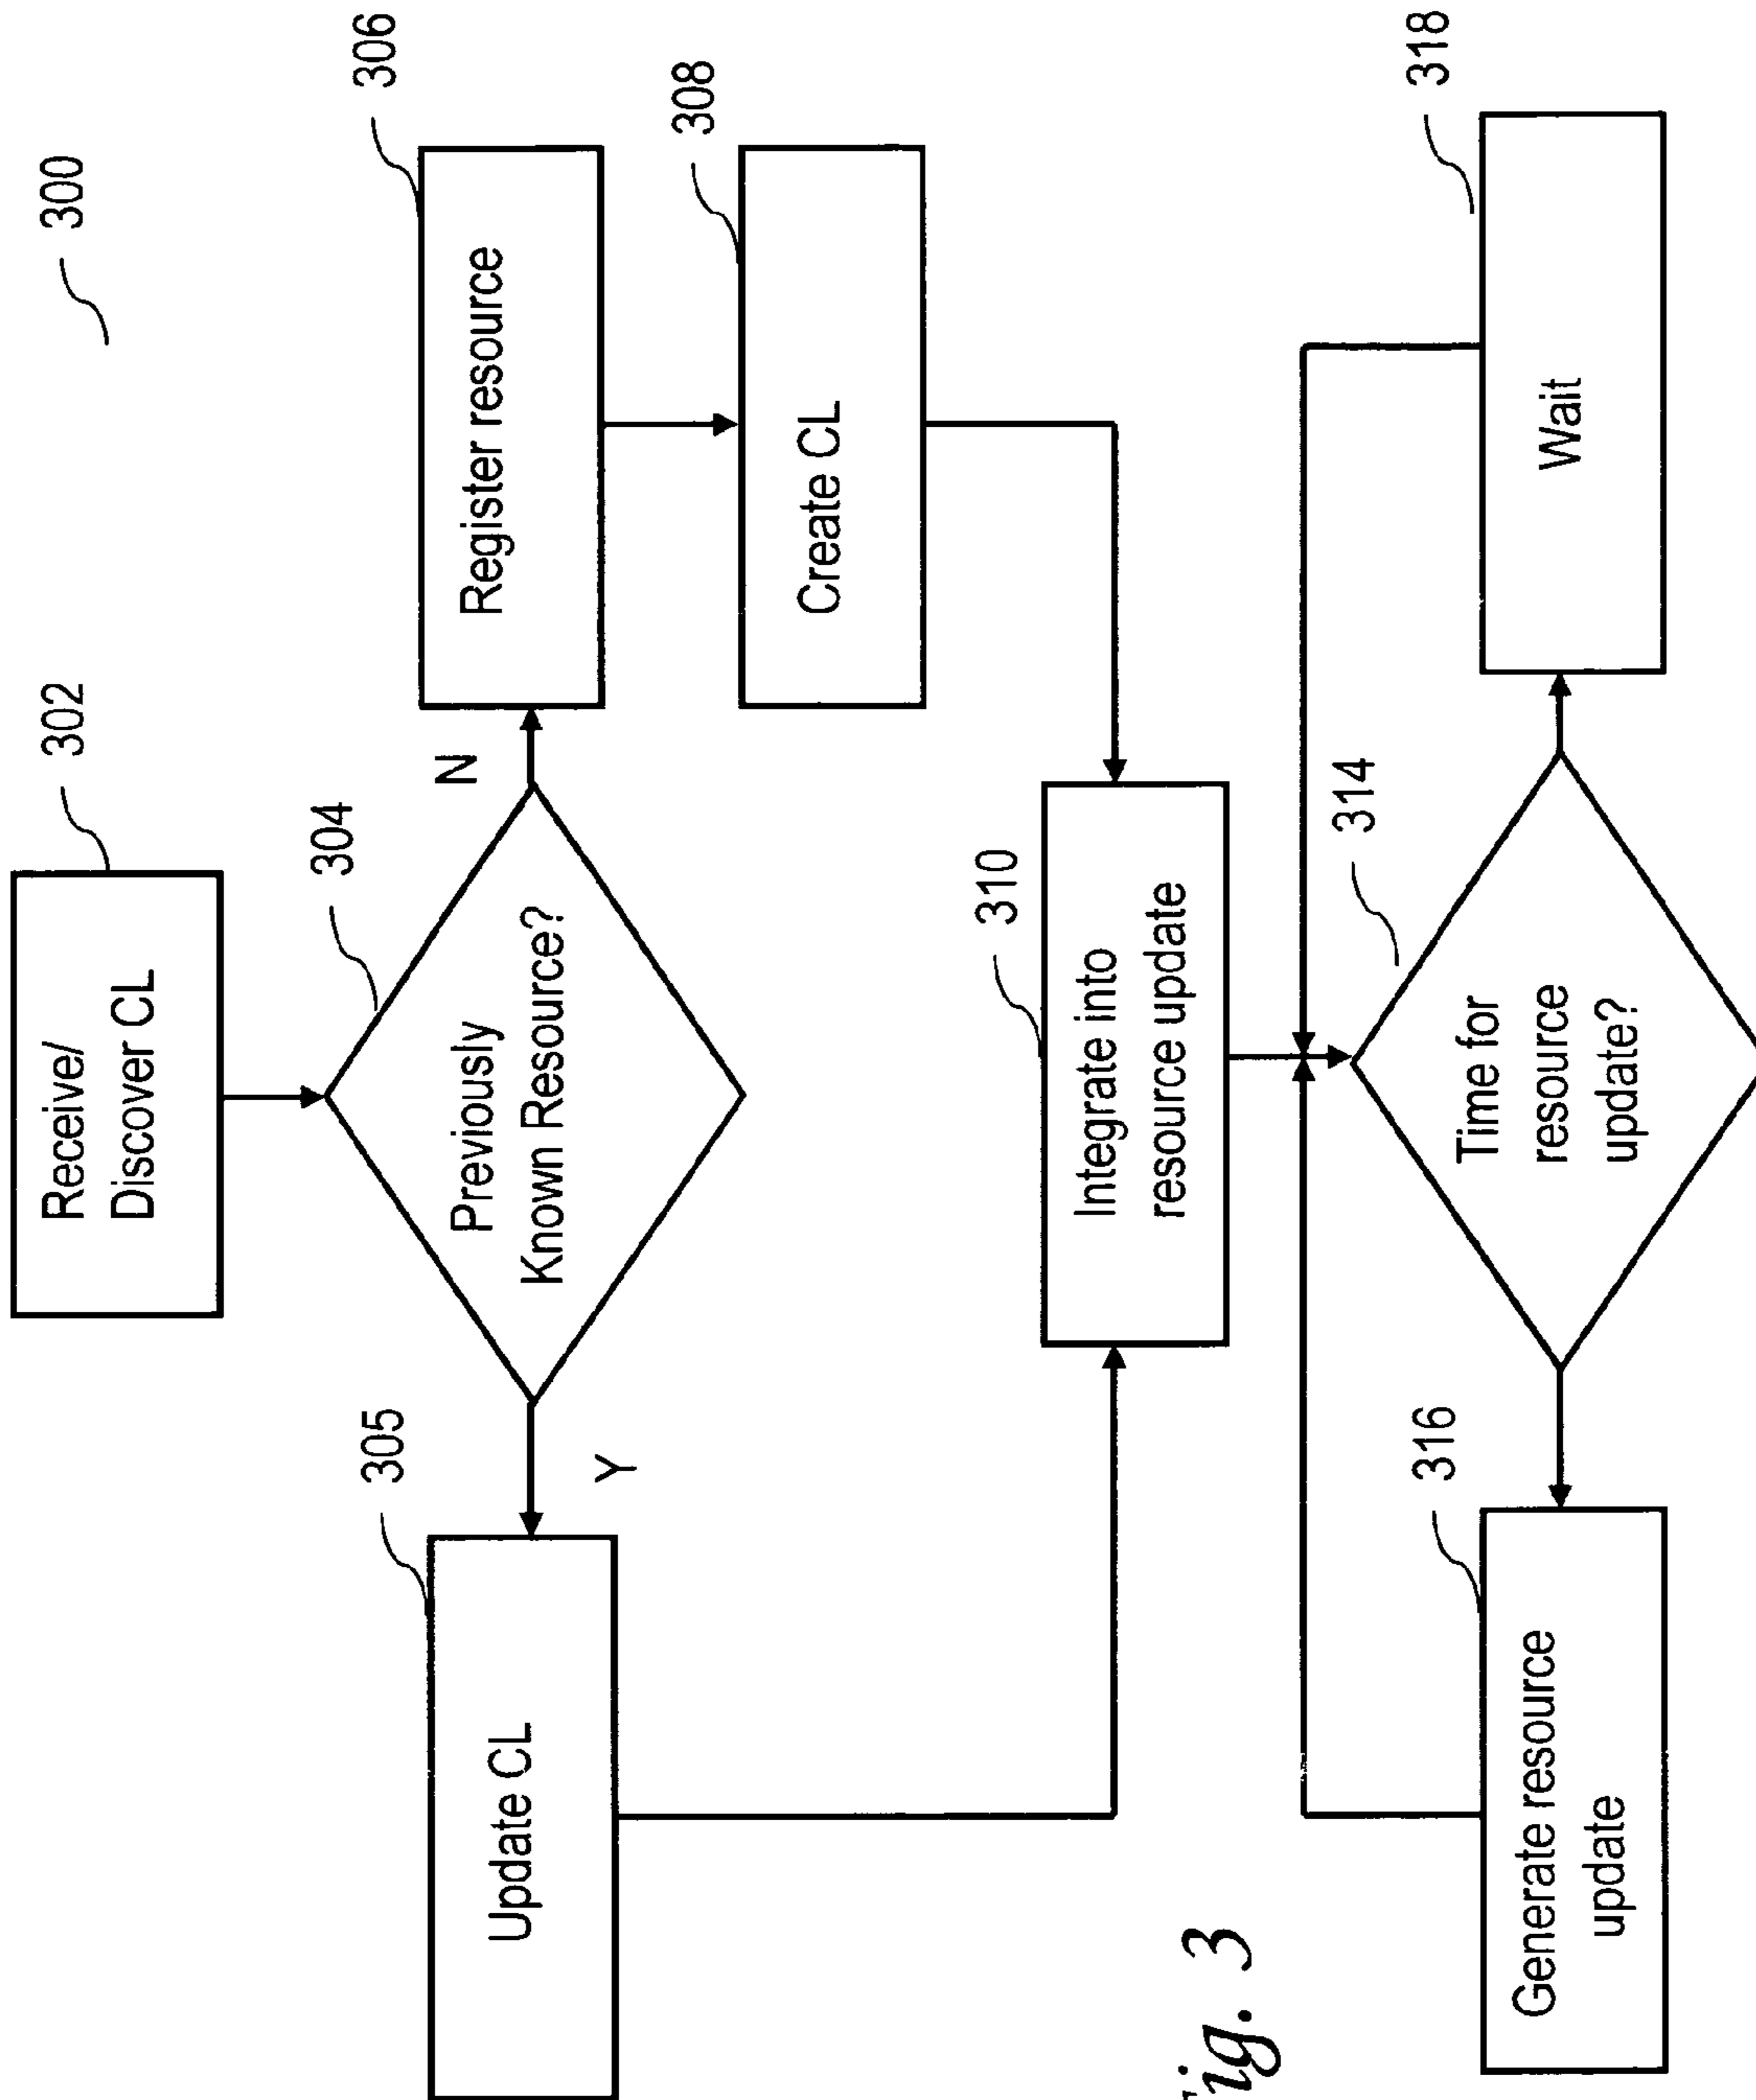 300
302
Receive/
Discover CL
304
Previously
Known Resource?
Y
N
305
Update CL
306
Register resource
308
Create CL
310
Integrate into
resource update
314
Time for
resource
update?
316
Generate resource
update
318
Wait
Fig. 3